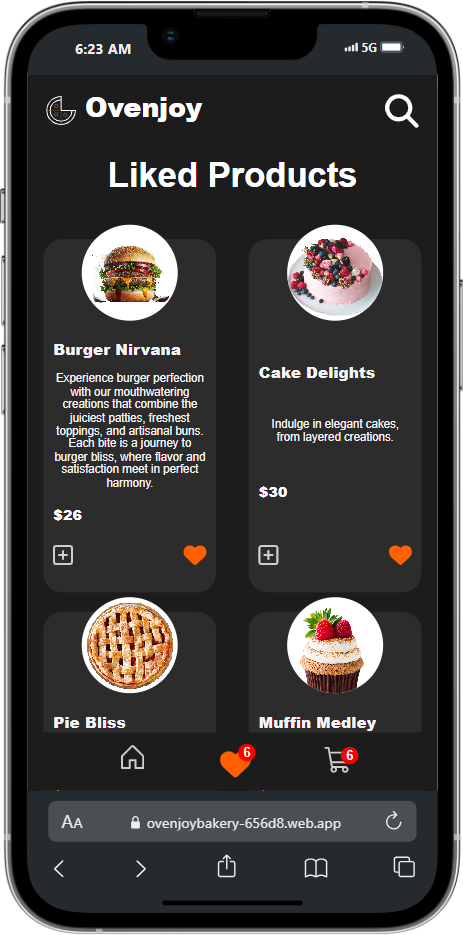 6:23 AM
5G
Ovenjoy
Liked Products
Burger Nirvana
Experience burger perfection
with our mouthwatering
creations that combine the
juiciest patties, freshest
toppings, and artisanal buns.
Each bite is a journey to
burger bliss, where flavor and
satisfaction meet in perfect
harmony.
$26
Cake Delights
Indulge in elegant cakes,
from layered creations.
$30
Pie Bliss
Muffin Medley
6
6
AA
ovenjoybakery-656d8.web.app